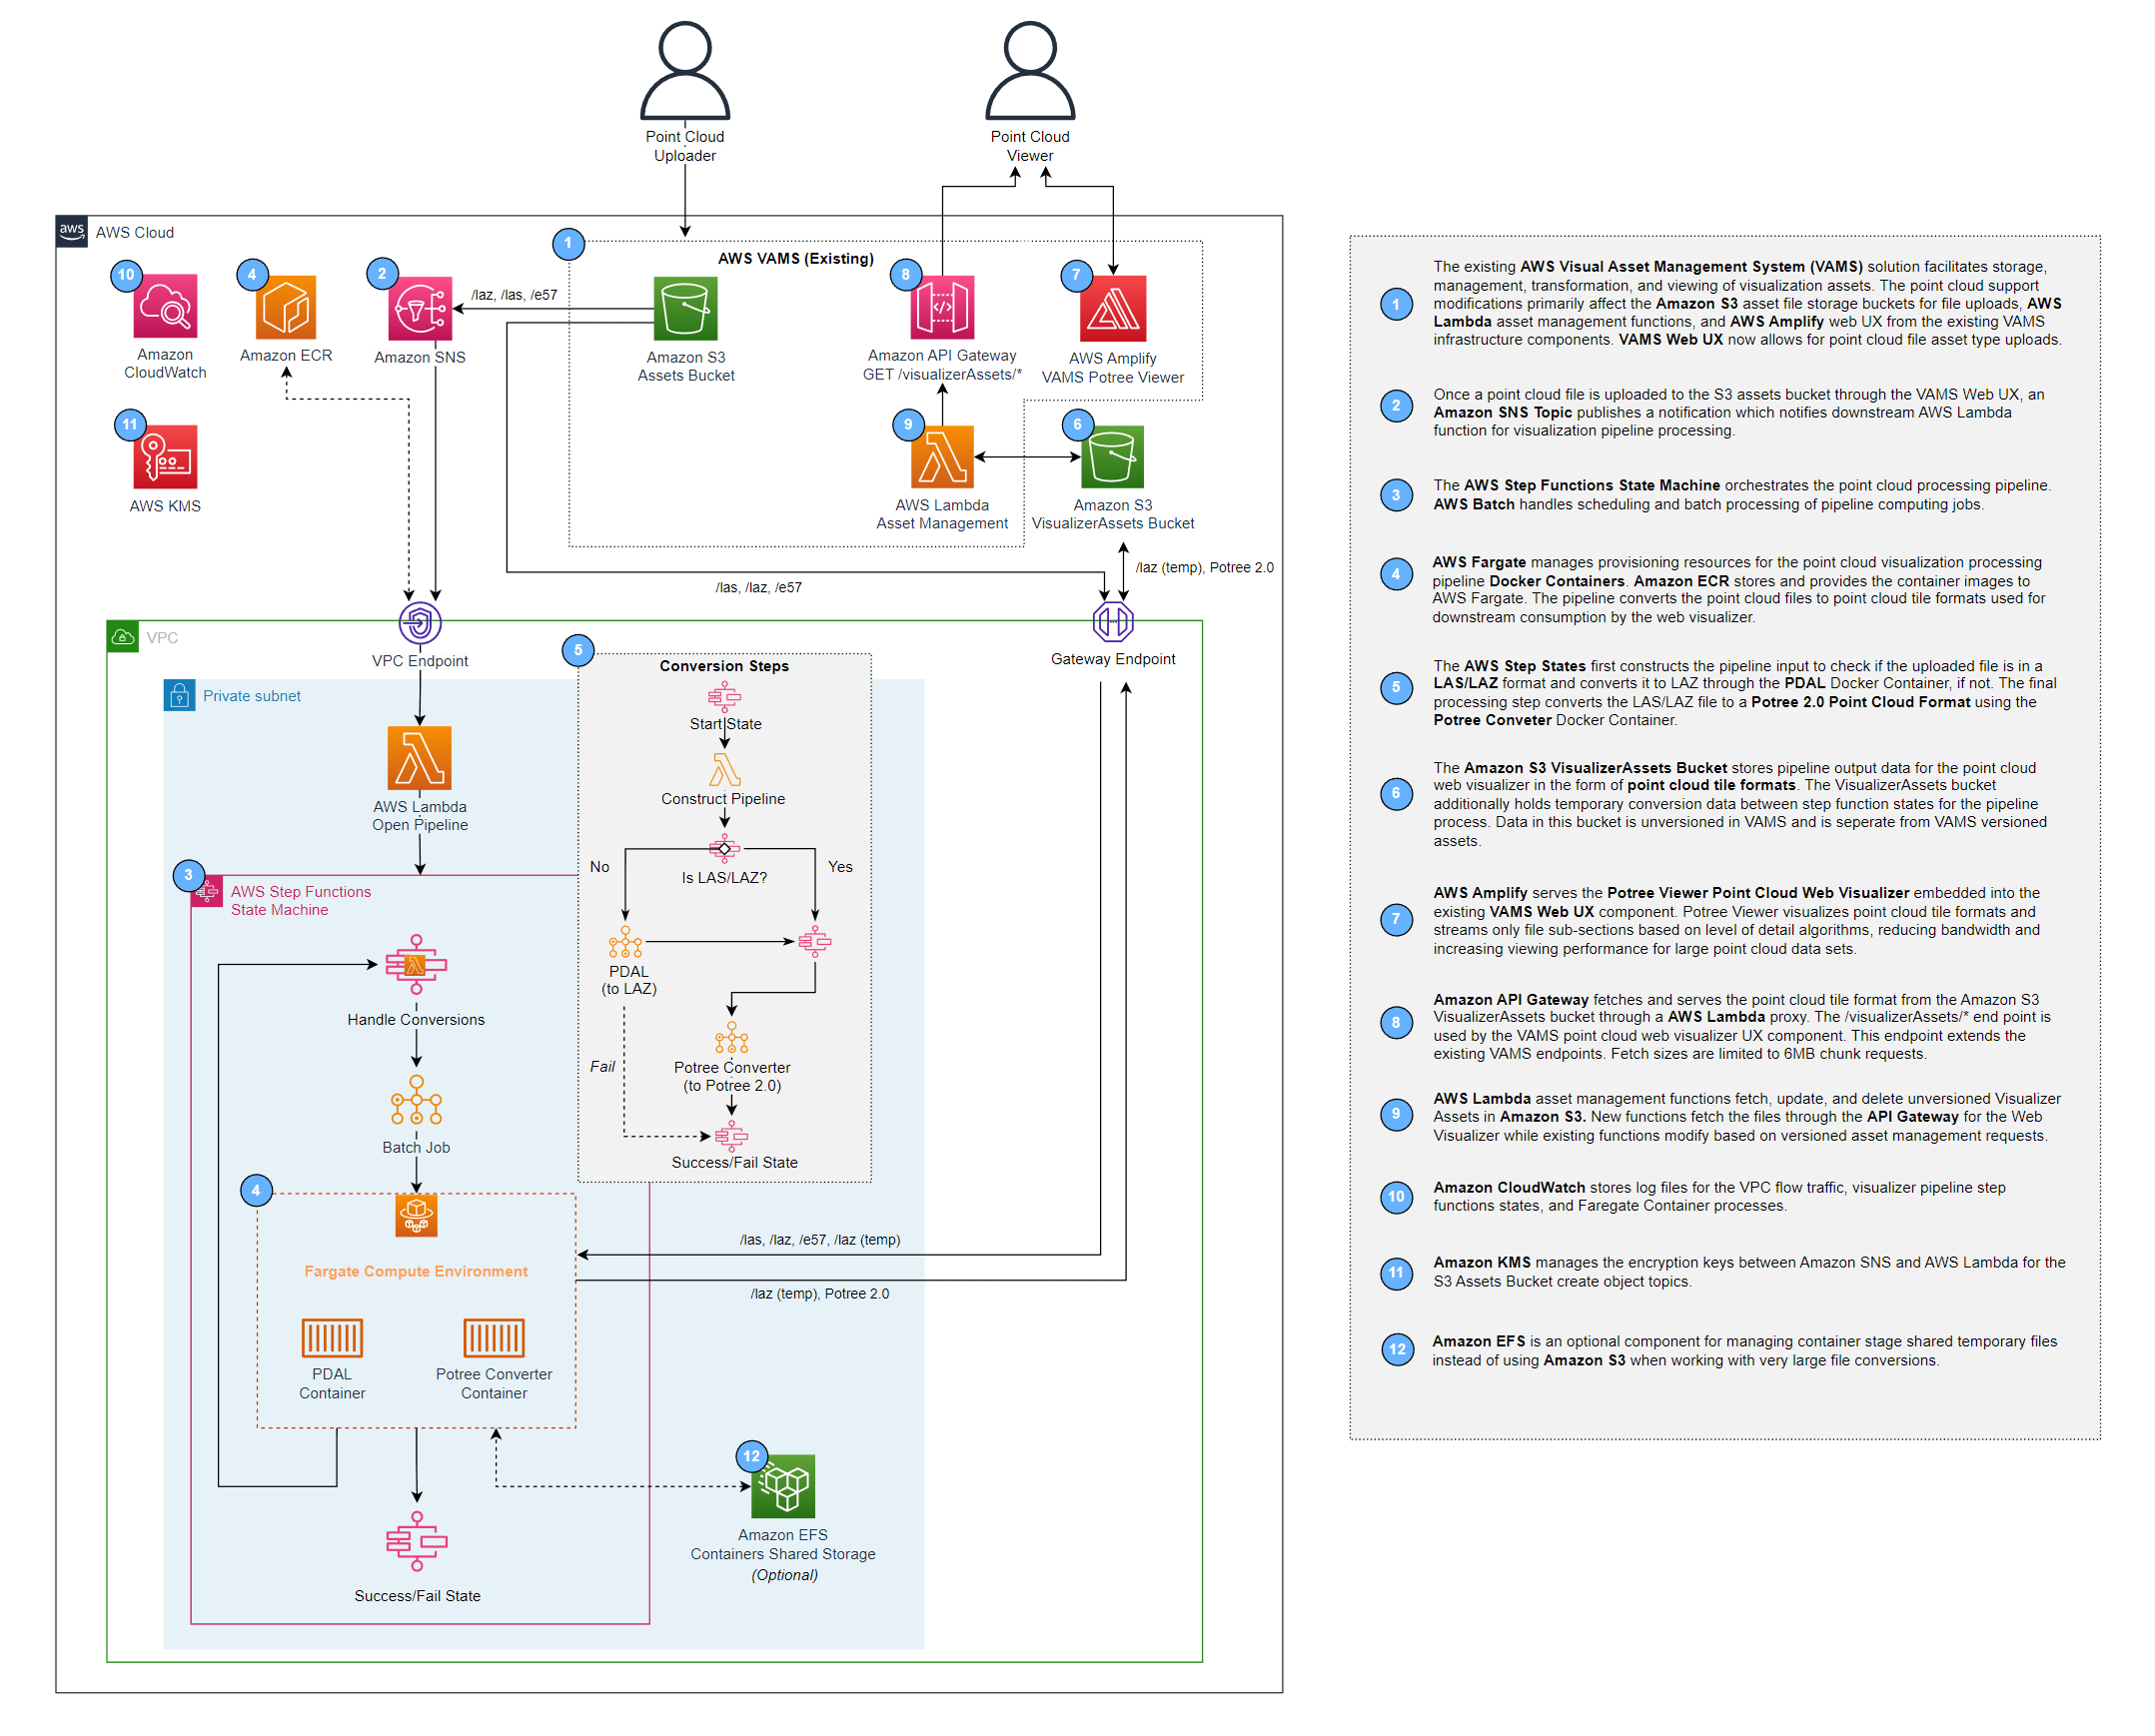 Point Cloud
Uploader
Point Cloud
Viewer
aws
AWS Cloud
1
AWS VAMS (Existing)
10
Amazon
CloudWatch
4
Amazon ECR
2
Amazon SNS
/laz, /las, /e57
Amazon S3
Assets Bucket
8
Amazon API Gateway
GET /visualizerAssets/*
7
AWS Amplify
VAMS Potree Viewer
11
AWS KMS
9
AWS Lambda
Asset Management
6
Amazon S3
VisualizerAssets Bucket
/laz (temp), Potree 2.0
/las, /laz, /e57
VPC
VPC Endpoint
Gateway Endpoint
Private subnet
AWS Lambda
Open Pipeline
3
AWS Step Functions
State Machine
Handle Conversions
Batch Job
4
Fargate Compute Environment
PDAL
Container
Potree Converter
Container
Success/Fail State
5
Conversion Steps
Start State
Construct Pipeline
No
Yes
Is LAS/LAZ?
PDAL
(to LAZ)
Fail
Potree Converter
(to Potree 2.0)
Success/Fail State
/las, /laz, /e57, /laz (temp)
/laz (temp), Potree 2.0
12
Amazon EFS
Containers Shared Storage
(Optional)
1
The existing AWS Visual Asset Management System (VAMS) solution facilitates storage,
management, transformation, and viewing of visualization assets. The point cloud support
modifications primarily affect the Amazon S3 asset file storage buckets for file uploads, AWS
Lambda asset management functions, and AWS Amplify web UX from the existing VAMS
infrastructure components. VAMS Web UX now allows for point cloud file asset type uploads.
2
Once a point cloud file is uploaded to the S3 assets bucket through the VAMS Web UX, an
Amazon SNS Topic publishes a notification which notifies downstream AWS Lambda
function for visualization pipeline processing.
3
The AWS Step Functions State Machine orchestrates the point cloud processing pipeline.
AWS Batch handles scheduling and batch processing of pipeline computing jobs.
4
AWS Fargate manages provisioning resources for the point cloud visualization processing
pipeline Docker Containers. Amazon ECR stores and provides the container images to
AWS Fargate. The pipeline converts the point cloud files to point cloud tile formats used for
downstream consumption by the web visualizer.
5
The AWS Step States first constructs the pipeline input to check if the uploaded file is in a
LAS/LAZ format and converts it to LAZ through the PDAL Docker Container, if not. The final
processing step converts the LAS/LAZ file to a Potree 2.0 Point Cloud Format using the
Potree Conveter Docker Container.
6
The Amazon S3 VisualizerAssets Bucket stores pipeline output data for the point cloud
web visualizer in the form of point cloud tile formats. The VisualizerAssets bucket
additionally holds temporary conversion data between step function states for the pipeline
process. Data in this bucket is unversioned in VAMS and is seperate from VAMS versioned
assets.
7
AWS Amplify serves the Potree Viewer Point Cloud Web Visualizer embedded into the
existing VAMS Web UX component. Potree Viewer visualizes point cloud tile formats and
streams only file sub-sections based on level of detail algorithms, reducing bandwidth and
increasing viewing performance for large point cloud data sets.
8
Amazon API Gateway fetches and serves the point cloud tile format from the Amazon S3
VisualizerAssets bucket through a AWS Lambda proxy. The /visualizerAssets/* end point is
used by the VAMS point cloud web visualizer UX component. This endpoint extends the
existing VAMS endpoints. Fetch sizes are limited to 6MB chunk requests.
9
AWS Lambda asset management functions fetch, update, and delete unversioned Visualizer
Assets in Amazon S3. New functions fetch the files through the API Gateway for the Web
Visualizer while existing functions modify based on versioned asset management requests.
10
Amazon CloudWatch stores log files for the VPC flow traffic, visualizer pipeline step
functions states, and Faregate Container processes.
11
Amazon KMS manages the encryption keys between Amazon SNS and AWS Lambda for the
S3 Assets Bucket create object topics.
12
Amazon EFS is an optional component for managing container stage shared temporary files
instead of using Amazon S3 when working with very large file conversions.